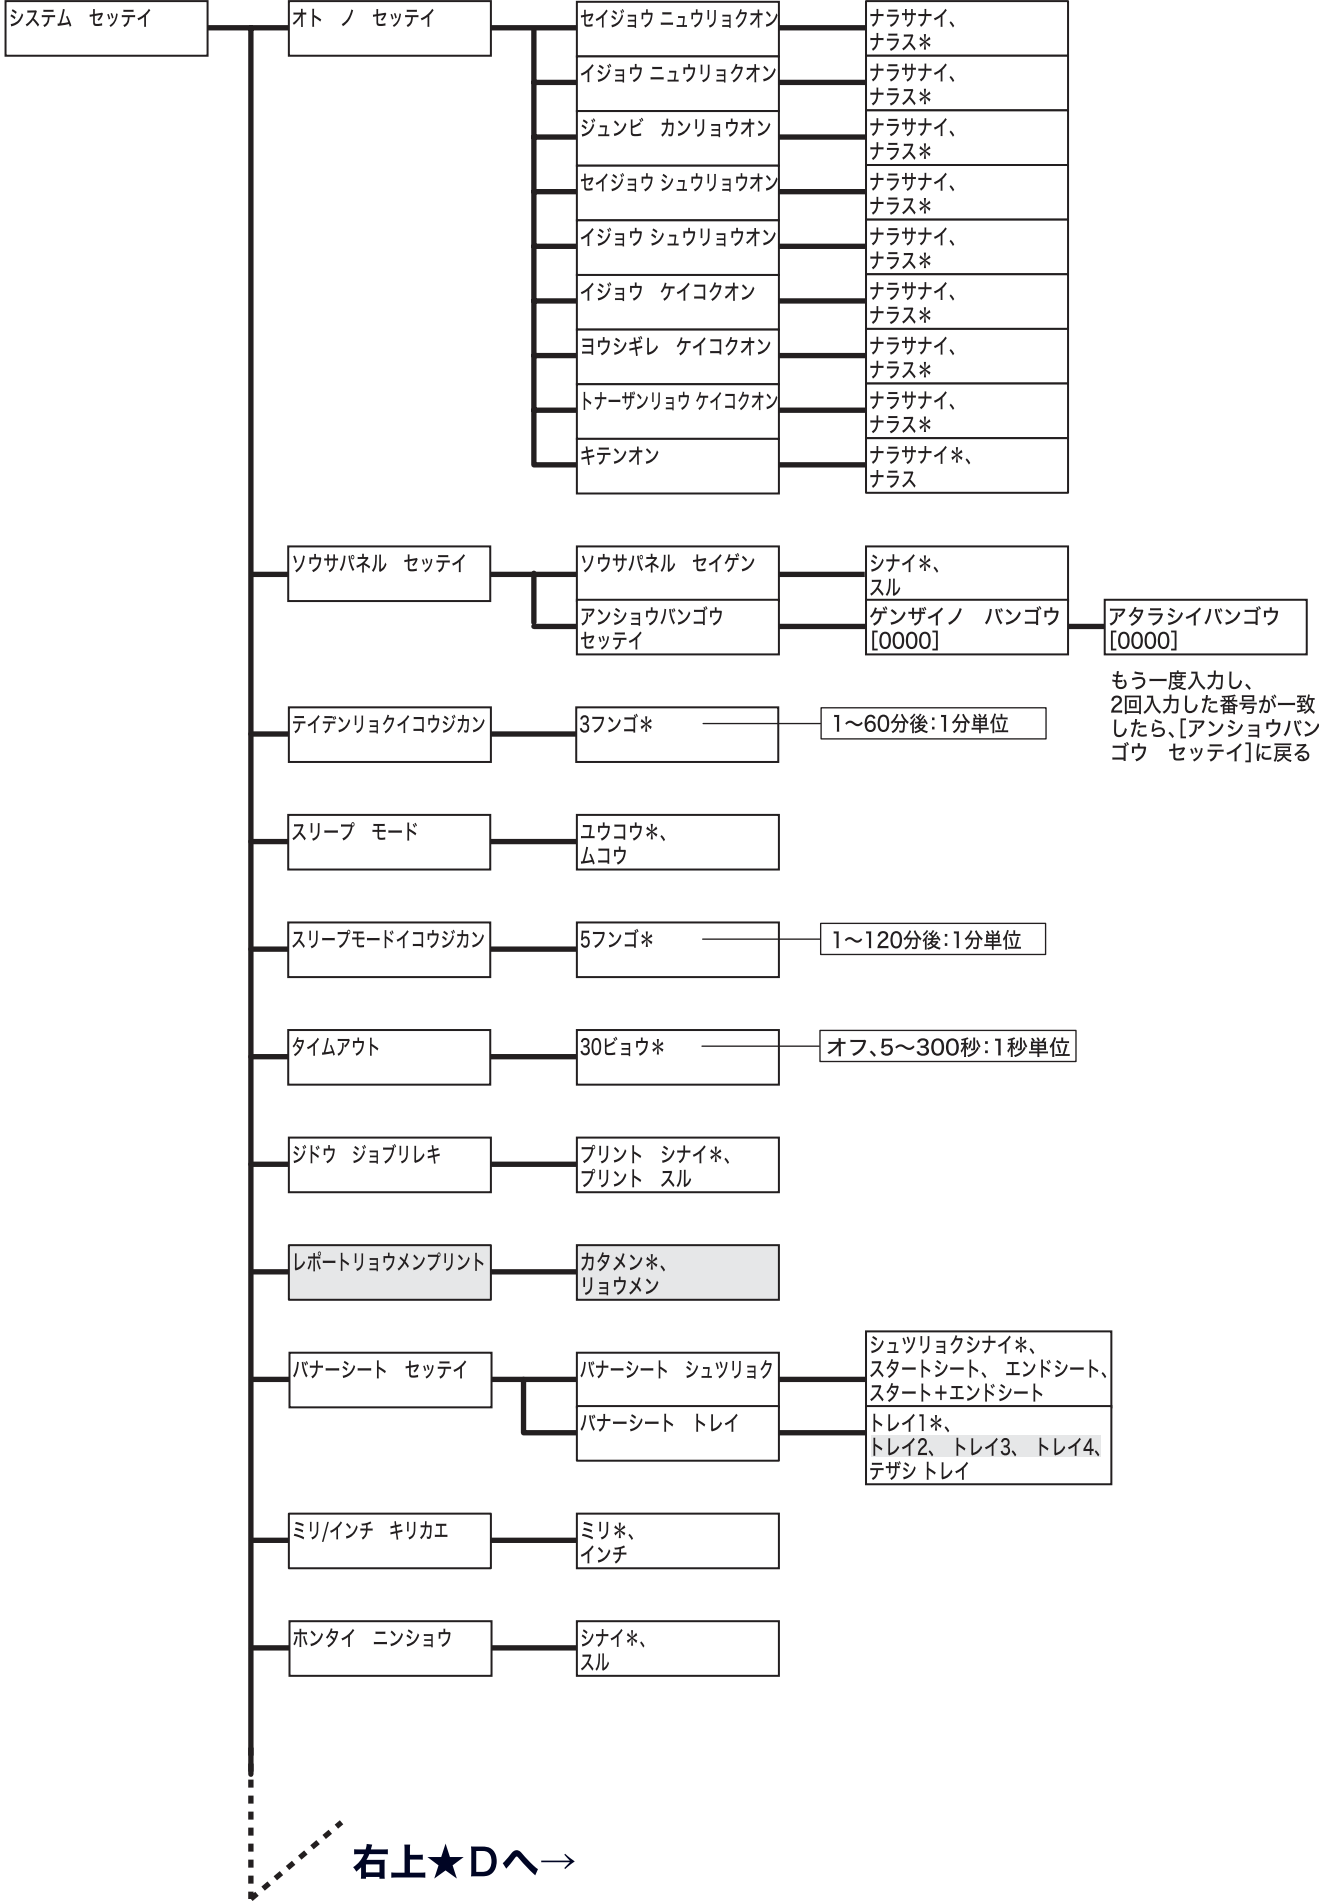 システム　セッテイ
オト　ノ　セッテイ
セイジョウ ニュウリョクオン
ナラサナイ、
ナラス＊
イジョウ ニュウリョクオン
ナラサナイ、
ナラス＊
ジュンビ　カンリョウオン
ナラサナイ、
ナラス＊
セイジョウ シュウリョウオン
ナラサナイ、
ナラス＊
イジョウ シュウリョウオン
ナラサナイ、
ナラス＊
イジョウ　ケイコクオン
ナラサナイ、
ナラス＊
ヨウシギレ　ケイコクオン
ナラサナイ、
ナラス＊
トナーザンリョウ ケイコクオン
ナラサナイ、
ナラス＊
キテンオン
ナラサナイ＊、
ナラス
ソウサパネル　セッテイ
ソウサパネル　セイゲン
シナイ＊、
スル
アンショウバンゴウ
セッテイ
ゲンザイノ　バンゴウ
[0000]
アタラシイバンゴウ
[0000]
もう一度入力し、
2回入力した番号が一致
したら、[アンショウバン
ゴウ　セッテイ]に戻る
テイデンリョクイコウジカン
3フンゴ＊
1～60分後：1分単位
スリープ　モード
ユウコウ＊、
ムコウ
スリープモードイコウジカン
5フンゴ＊
1～120分後：1分単位
タイムアウト
30ビョウ＊
オフ、5～300秒：1秒単位
ジドウ　ジョブリレキ
プリント　シナイ＊、
プリント　スル
レポートリョウメンプリント
カタメン＊、
リョウメン
バナーシート　セッテイ
バナーシート　シュツリョク
シュツリョクシナイ＊、
スタートシート、　エンドシート、
スタート＋エンドシート
バナーシート　トレイ
トレイ1＊、
トレイ2、　トレイ3、　トレイ4、
テザシ トレイ
ミリ/インチ　キリカエ
ミリ＊、
インチ
ホンタイ　ニンショウ
シナイ＊、
スル
右上★Dへ→